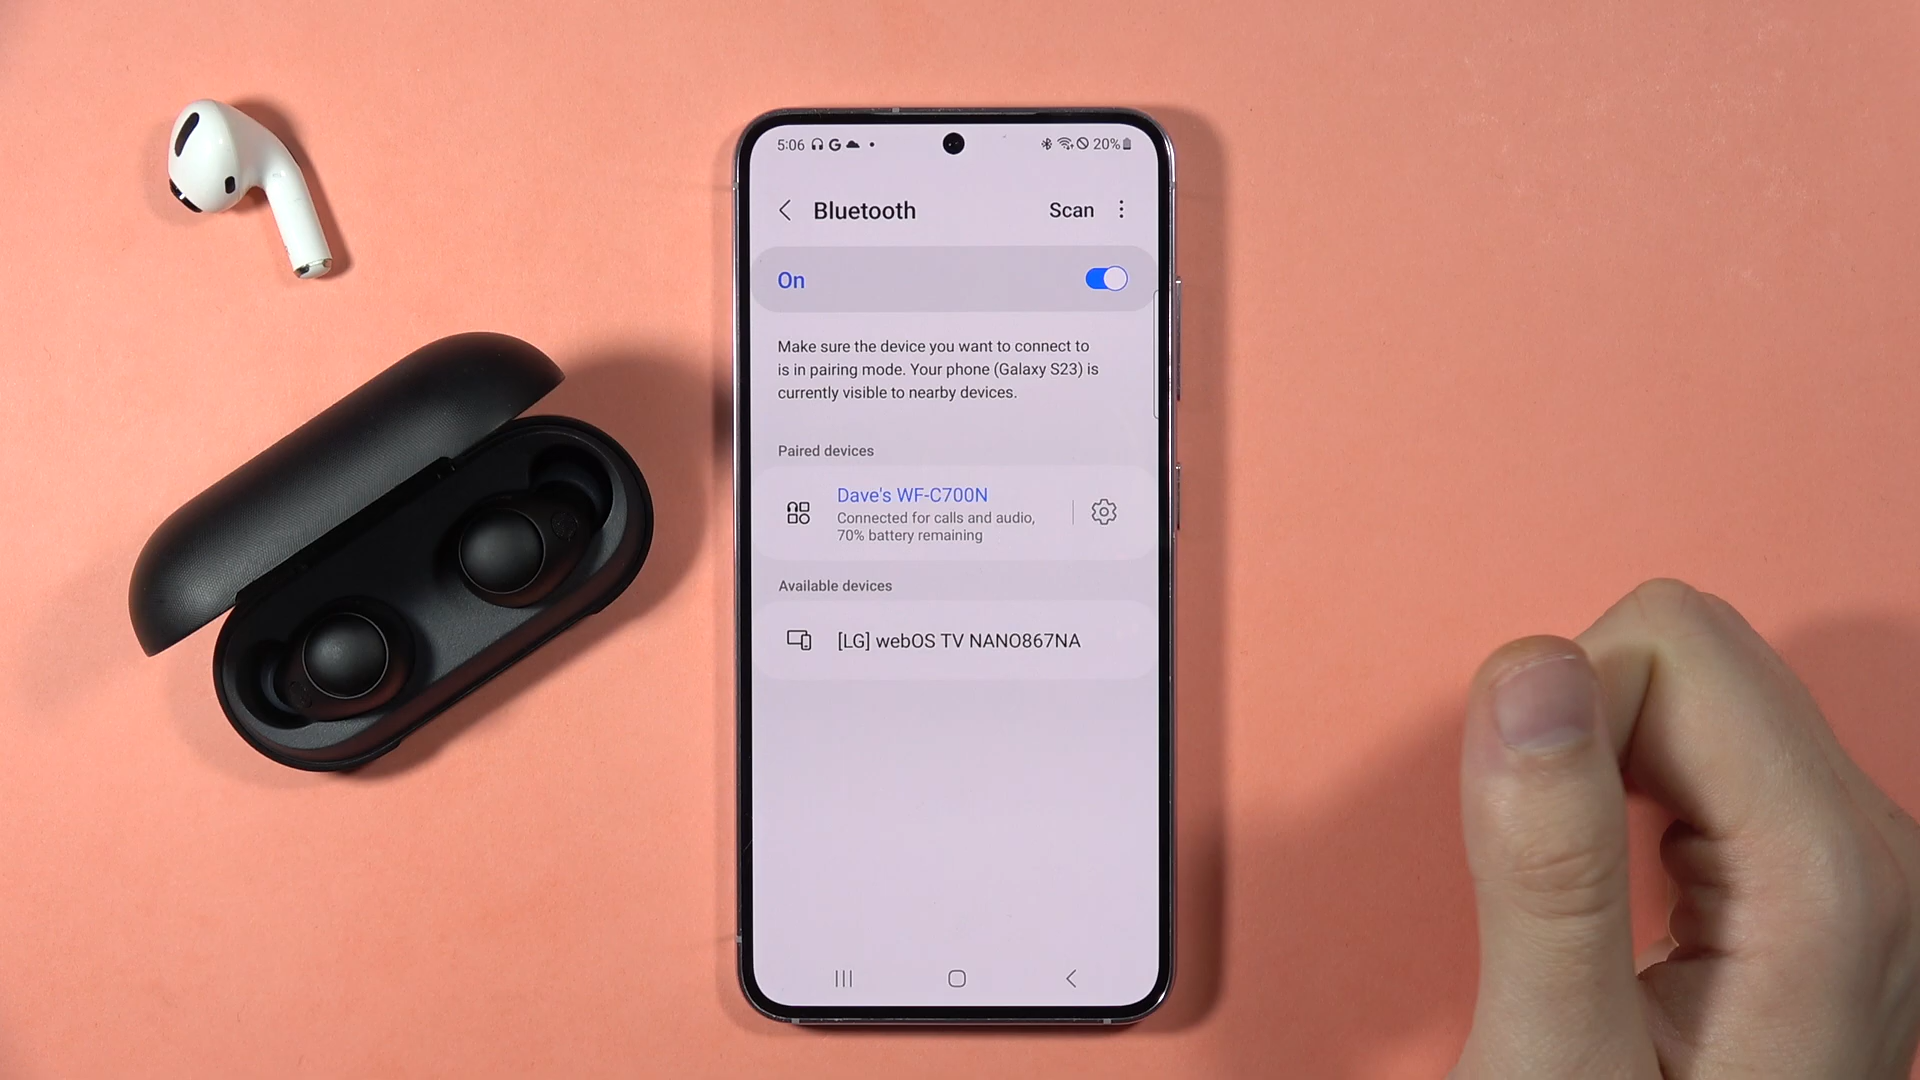 5:06 G 20%
Bluetooth Scan
On
Make sure the device you want to connect to
is in pairing mode. Your phone (Galaxy S23) is
currently visible to nearby devices.
Paired devices
Dave's WF-C700N
Connected for calls and audio,
70% battery remaining
Available devices
[LG] webOS TV NANO867NA